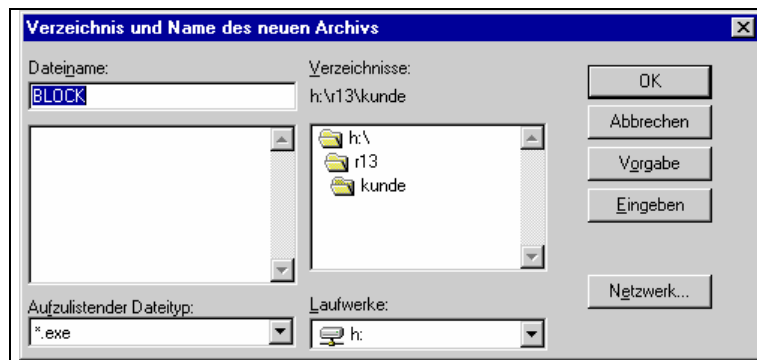 Verzeichnis und Name des neuen Archivs
Dateiname:
BLOCK
Verzeichnisse:
h:\r13\kunde
h:\
r13
kunde
OK
Abbrechen
Vorgabe
Eingeben
Netzwerk...
Aufzulistender Dateityp:
*.exe
Laufwerke:
h: